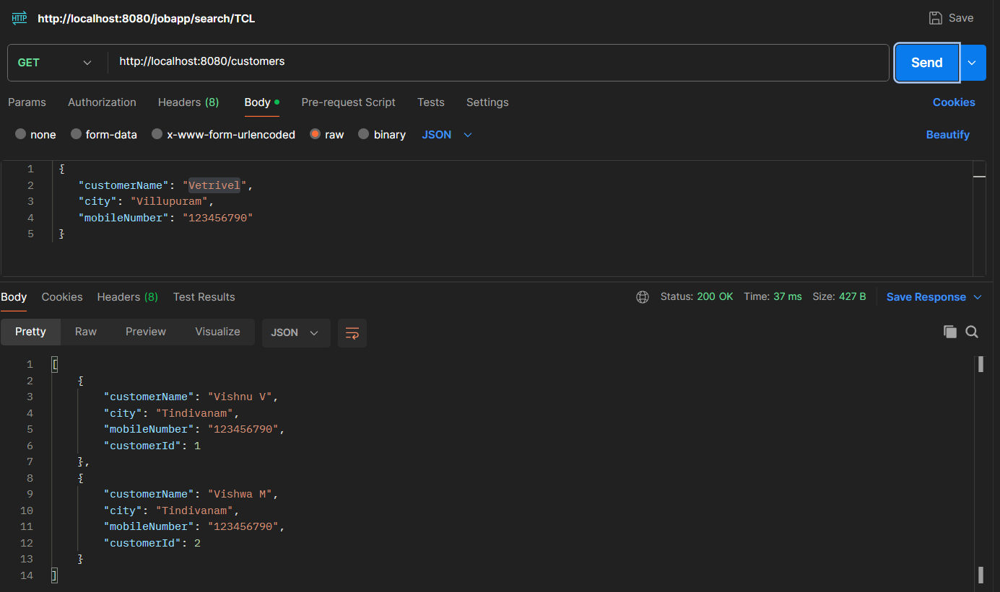 HTTP http://localhost:8080/jobapp/search/TCL Save
GET http://localhost:8080/customers Send
Params Authorization Headers (8) Body Pre-request Script Tests Settings Cookies
none form-data x-www-form-urlencoded raw binary JSON Beautify
1 {
2 "customerName": "Vetrivel",
3 "city": "Villupuram",
4 "mobileNumber": "123456790"
5 }
Body Cookies Headers (8) Test Results Status: 200 OK Time: 37 ms Size: 427 B Save Response
Pretty Raw Preview Visualize JSON
1 [
2 {
3 "customerName": "Vishnu V",
4 "city": "Tindivanam",
5 "mobileNumber": "123456790",
6 "customerId": 1
7 },
8 {
9 "customerName": "Vishwa M",
10 "city": "Tindivanam",
11 "mobileNumber": "123456790",
12 "customerId": 2
13 }
14 ]